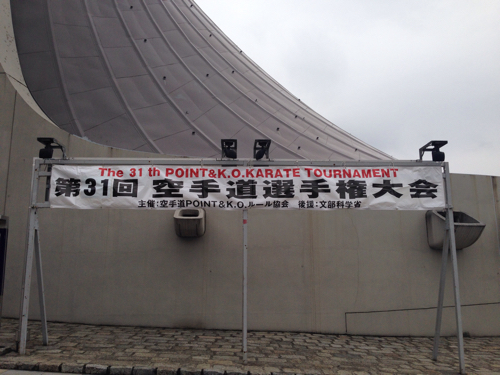 The 31 th POINT&K.O.KARATE TOURNAMENT
第31回 空手道選手権大会
主催:空手道POINT&K.O.ルール協会 後援:文部科学省